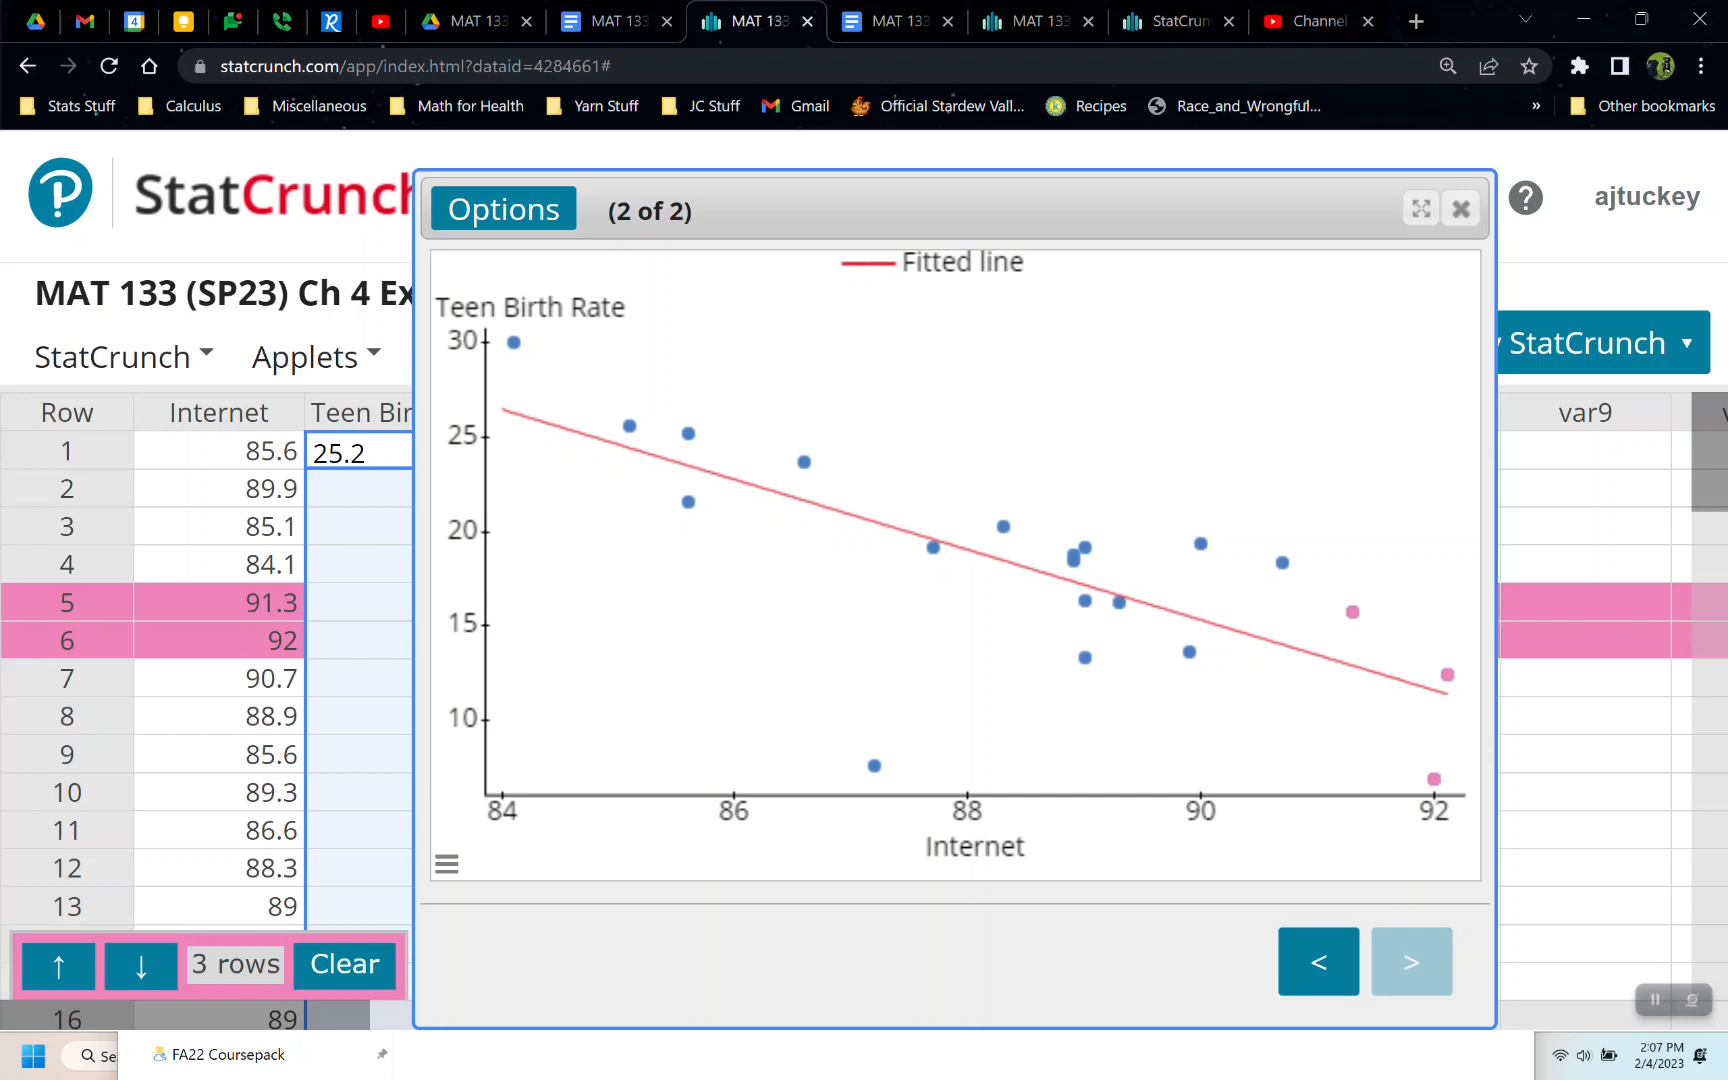 4
MAT 133
MAT 133
MAT 133
MAT 133
MAT 133
StatCrun
Channel
statcrunch.com/app/index.html?dataid=4284661#
Stats Stuff
Calculus
Miscellaneous
Math for Health
Yarn Stuff
JC Stuff
Gmail
Official Stardew Vall...
Recipes
Race_and_Wrongful...
»
Other bookmarks
P
StatCrunch
Options
(2 of 2)
?
ajtuckey
MAT 133 (SP23) Ch 4 Ex
StatCrunch
Applets
StatCrunch
Fitted line
Teen Birth Rate
30
25
20
15
10
84
86
88
90
92
Internet
Row Internet Teen Bir var9
1 85.6 25.2
2 89.9
3 85.1
4 84.1
5 91.3
6 92
7 90.7
8 88.9
9 85.6
10 89.3
11 86.6
12 88.3
13 89
↑ ↓ 3 rows Clear
16 89
< >
Se
FA22 Coursepack
2:07 PM
2/4/2023